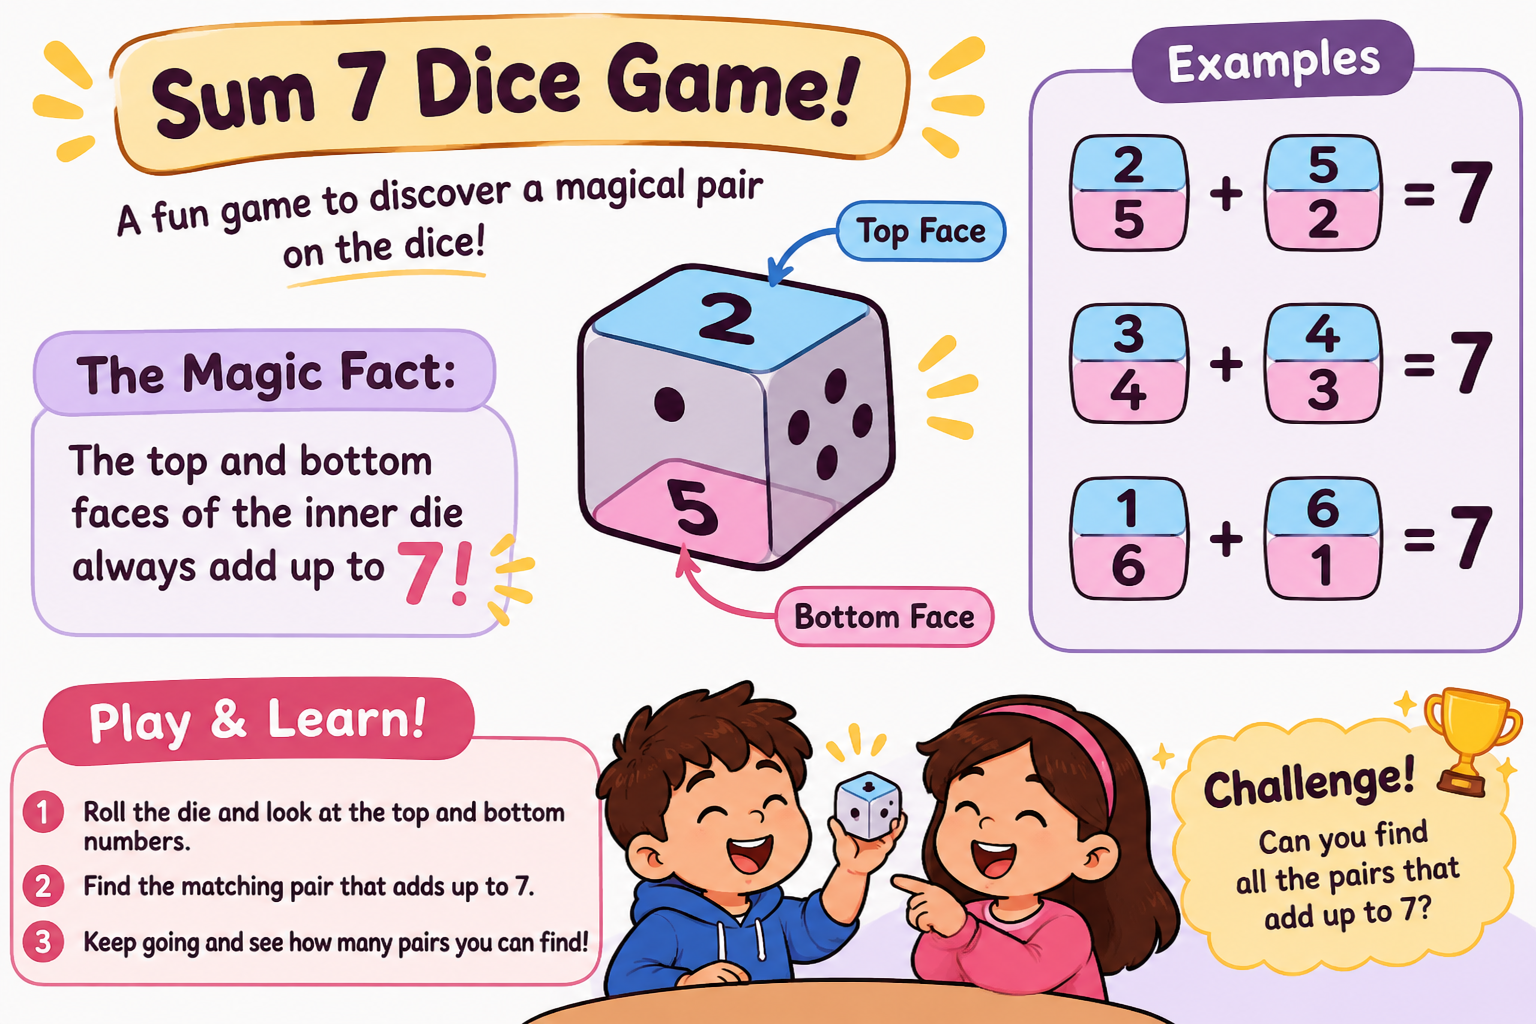 Sum 7 Dice Game!
A fun game to discover a magical pair
on the dice!
The Magic Fact:
The top and bottom
faces of the inner die
always add up to 7!
Top Face
2
5
Bottom Face
Examples
2 + 5 = 7
5 2
3 + 4 = 7
4 3
1 + 6 = 7
6 1
Play & Learn!
1 Roll the die and look at the top and bottom
numbers.
2 Find the matching pair that adds up to 7.
3 Keep going and see how many pairs you can find!
Challenge!
Can you find
all the pairs that
add up to 7?